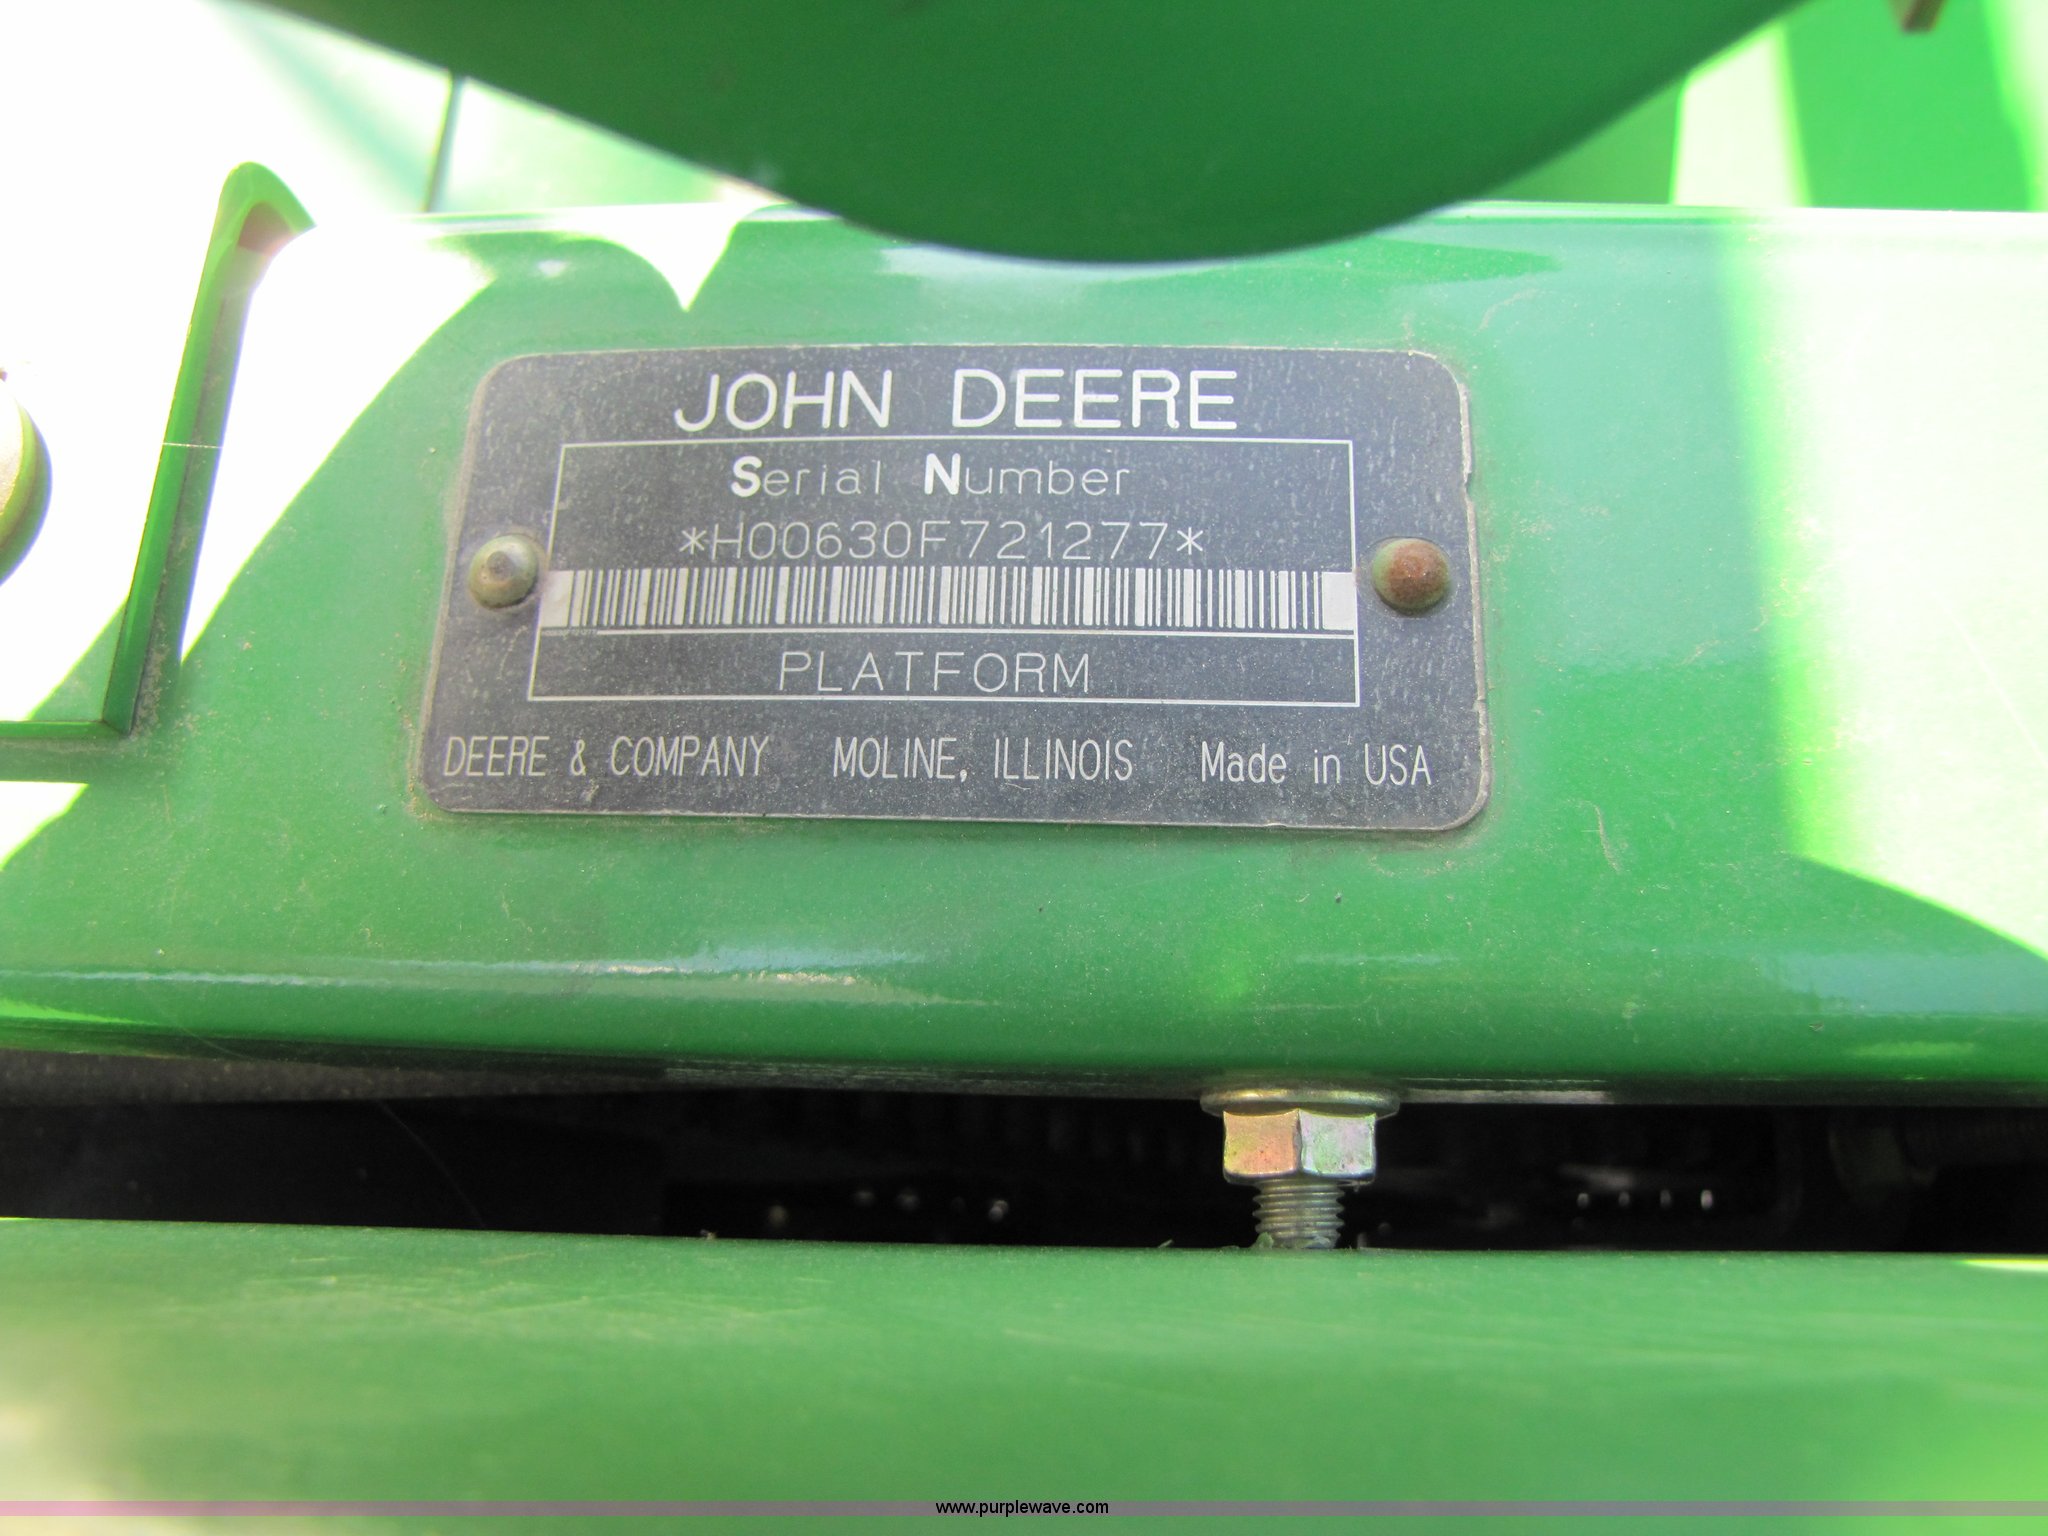 JOHN DEERE
Serial Number
*H00630F721277*
PLATFORM
DEERE & COMPANY MOLINE, ILLINOIS Made in USA
www.purplewave.com